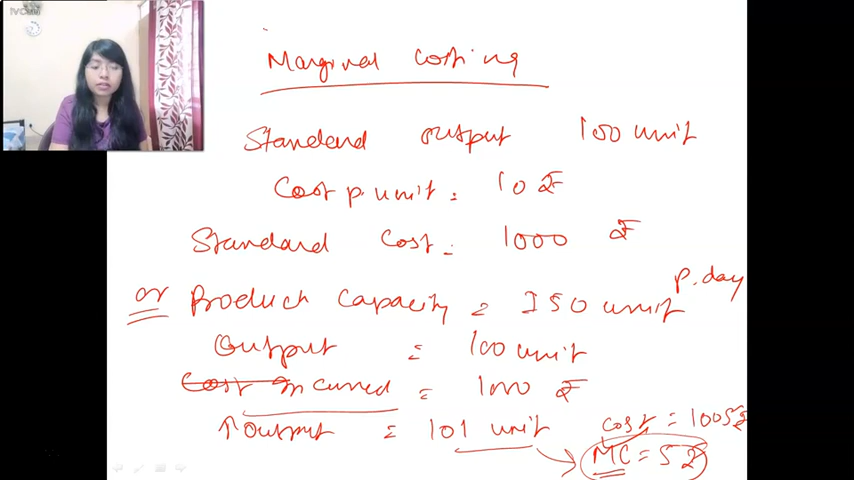 Marginal costing
Standard output 100 unit
Cost p. unit = 10 ₹
Standard Cost = 1000 ₹
or Product Capacity = 150 unit p. day
Output = 100 unit
Cost incurred = 1000 ₹
↑ output = 101 unit
cost = 1005 ₹
MC = 5 ₹